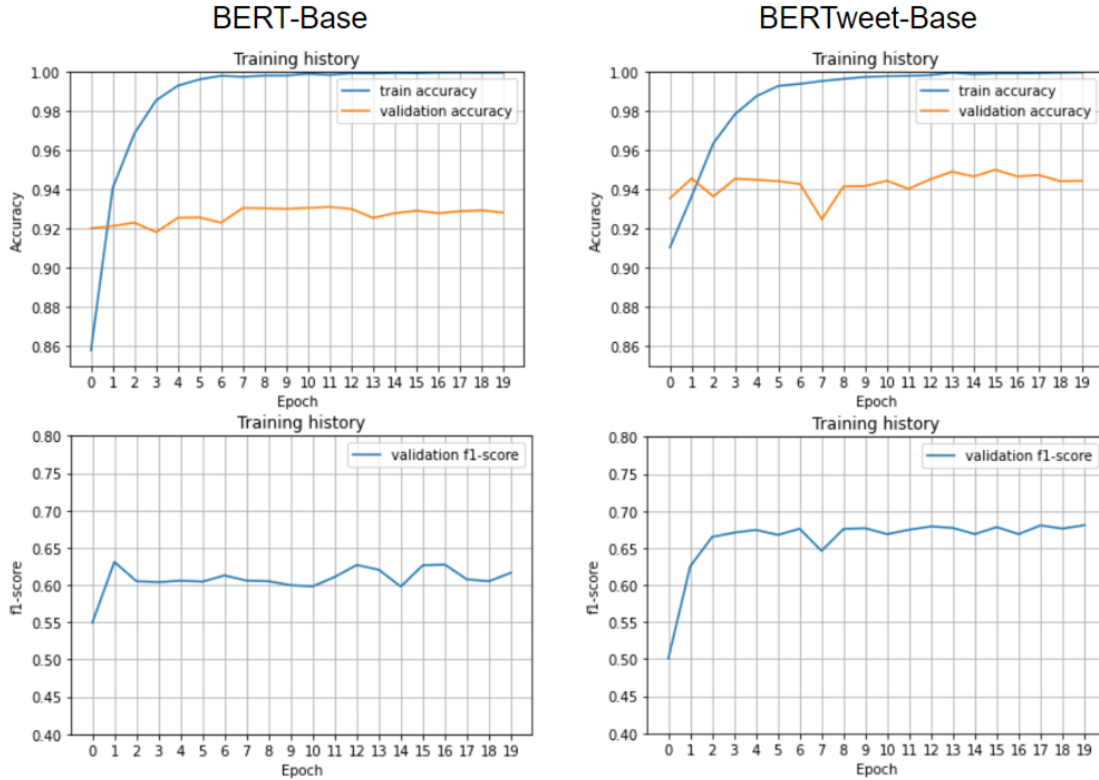 BERT-Base
BERTweet-Base
Training history
1.00
0.98
0.96
0.94
0.92
0.90
0.88
0.86
Accuracy
train accuracy
validation accuracy
0 1 2 3 4 5 6 7 8 9 10 11 12 13 14 15 16 17 18 19
Epoch
Training history
1.00
0.98
0.96
0.94
0.92
0.90
0.88
0.86
Accuracy
train accuracy
validation accuracy
0 1 2 3 4 5 6 7 8 9 10 11 12 13 14 15 16 17 18 19
Epoch
Training history
0.80
0.75
0.70
0.65
0.60
0.55
0.50
0.45
0.40
f1-score
validation f1-score
0 1 2 3 4 5 6 7 8 9 10 11 12 13 14 15 16 17 18 19
Epoch
Training history
0.80
0.75
0.70
0.65
0.60
0.55
0.50
0.45
0.40
f1-score
validation f1-score
0 1 2 3 4 5 6 7 8 9 10 11 12 13 14 15 16 17 18 19
Epoch